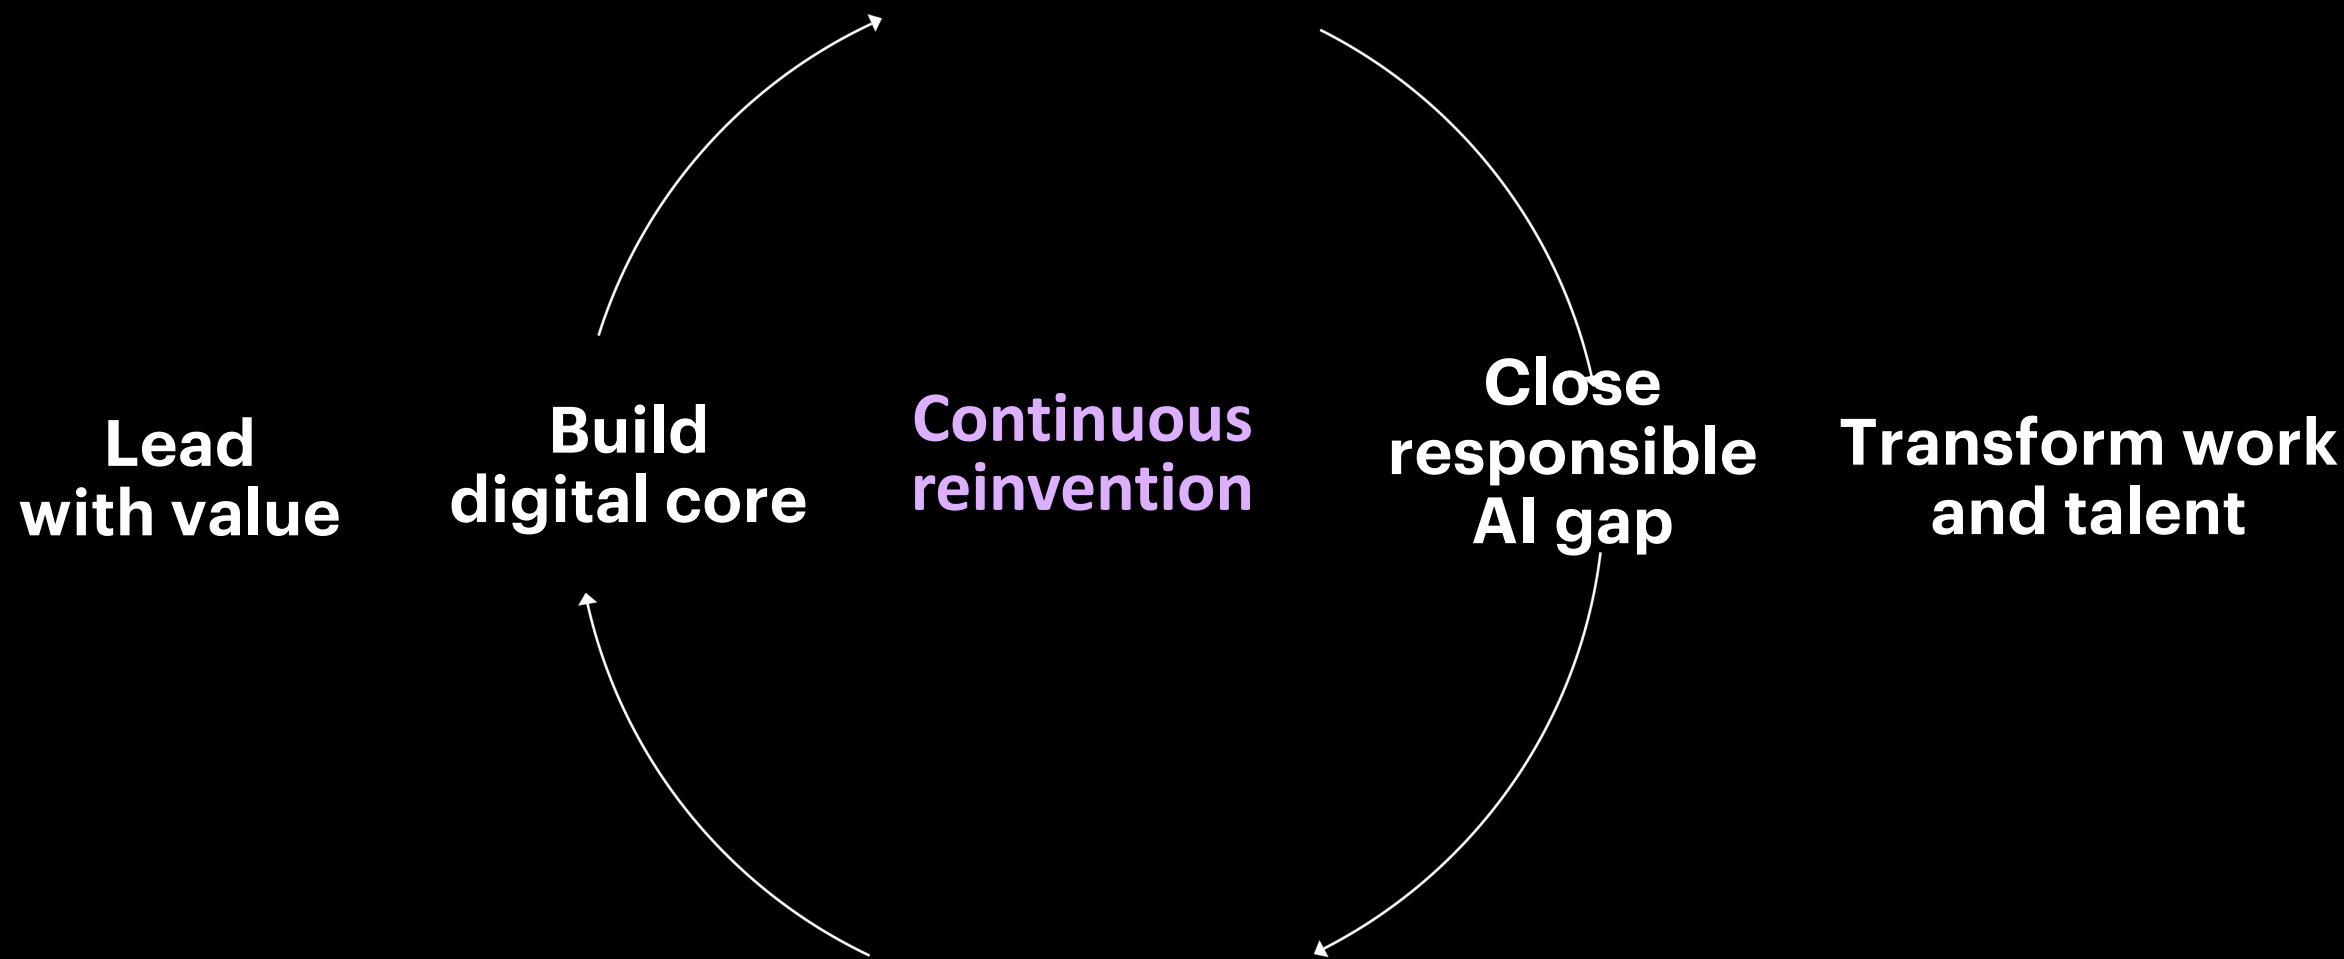 Lead
with value
Build
digital core
Continuous
reinvention
Close
responsible
AI gap
Transform work
and talent